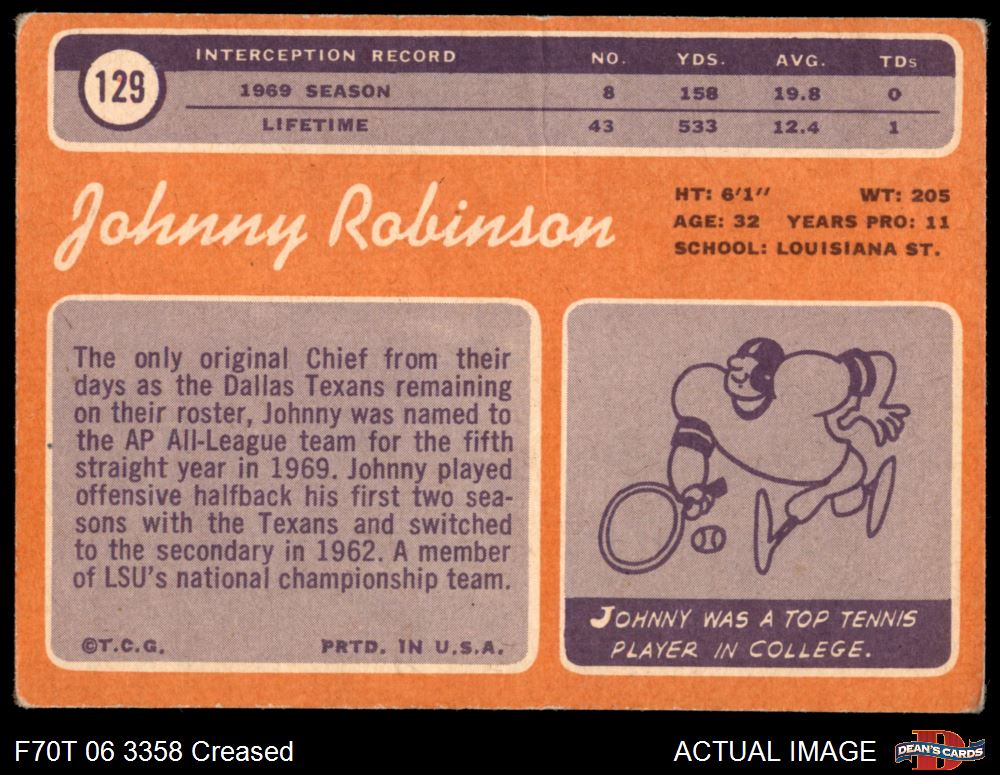 129
INTERCEPTION RECORD NO. YDS. AVG. TDs
1969 SEASON 8 158 19.8 0
LIFETIME 43 533 12.4 1
Johnny Robinson
HT: 6'1" WT: 205
AGE: 32 YEARS PRO: 11
SCHOOL: LOUISIANA ST.
The only original Chief from their
days as the Dallas Texans remaining
on their roster, Johnny was named to
the AP All-League team for the fifth
straight year in 1969. Johnny played
offensive halfback his first two sea-
sons with the Texans and switched
to the secondary in 1962. A member
of LSU's national championship team.
©T.C.G. PRTD. IN U.S.A.
JOHNNY WAS A TOP TENNIS
PLAYER IN COLLEGE.
F70T 06 3358 Creased
ACTUAL IMAGE
D
DEAN'S CARDS